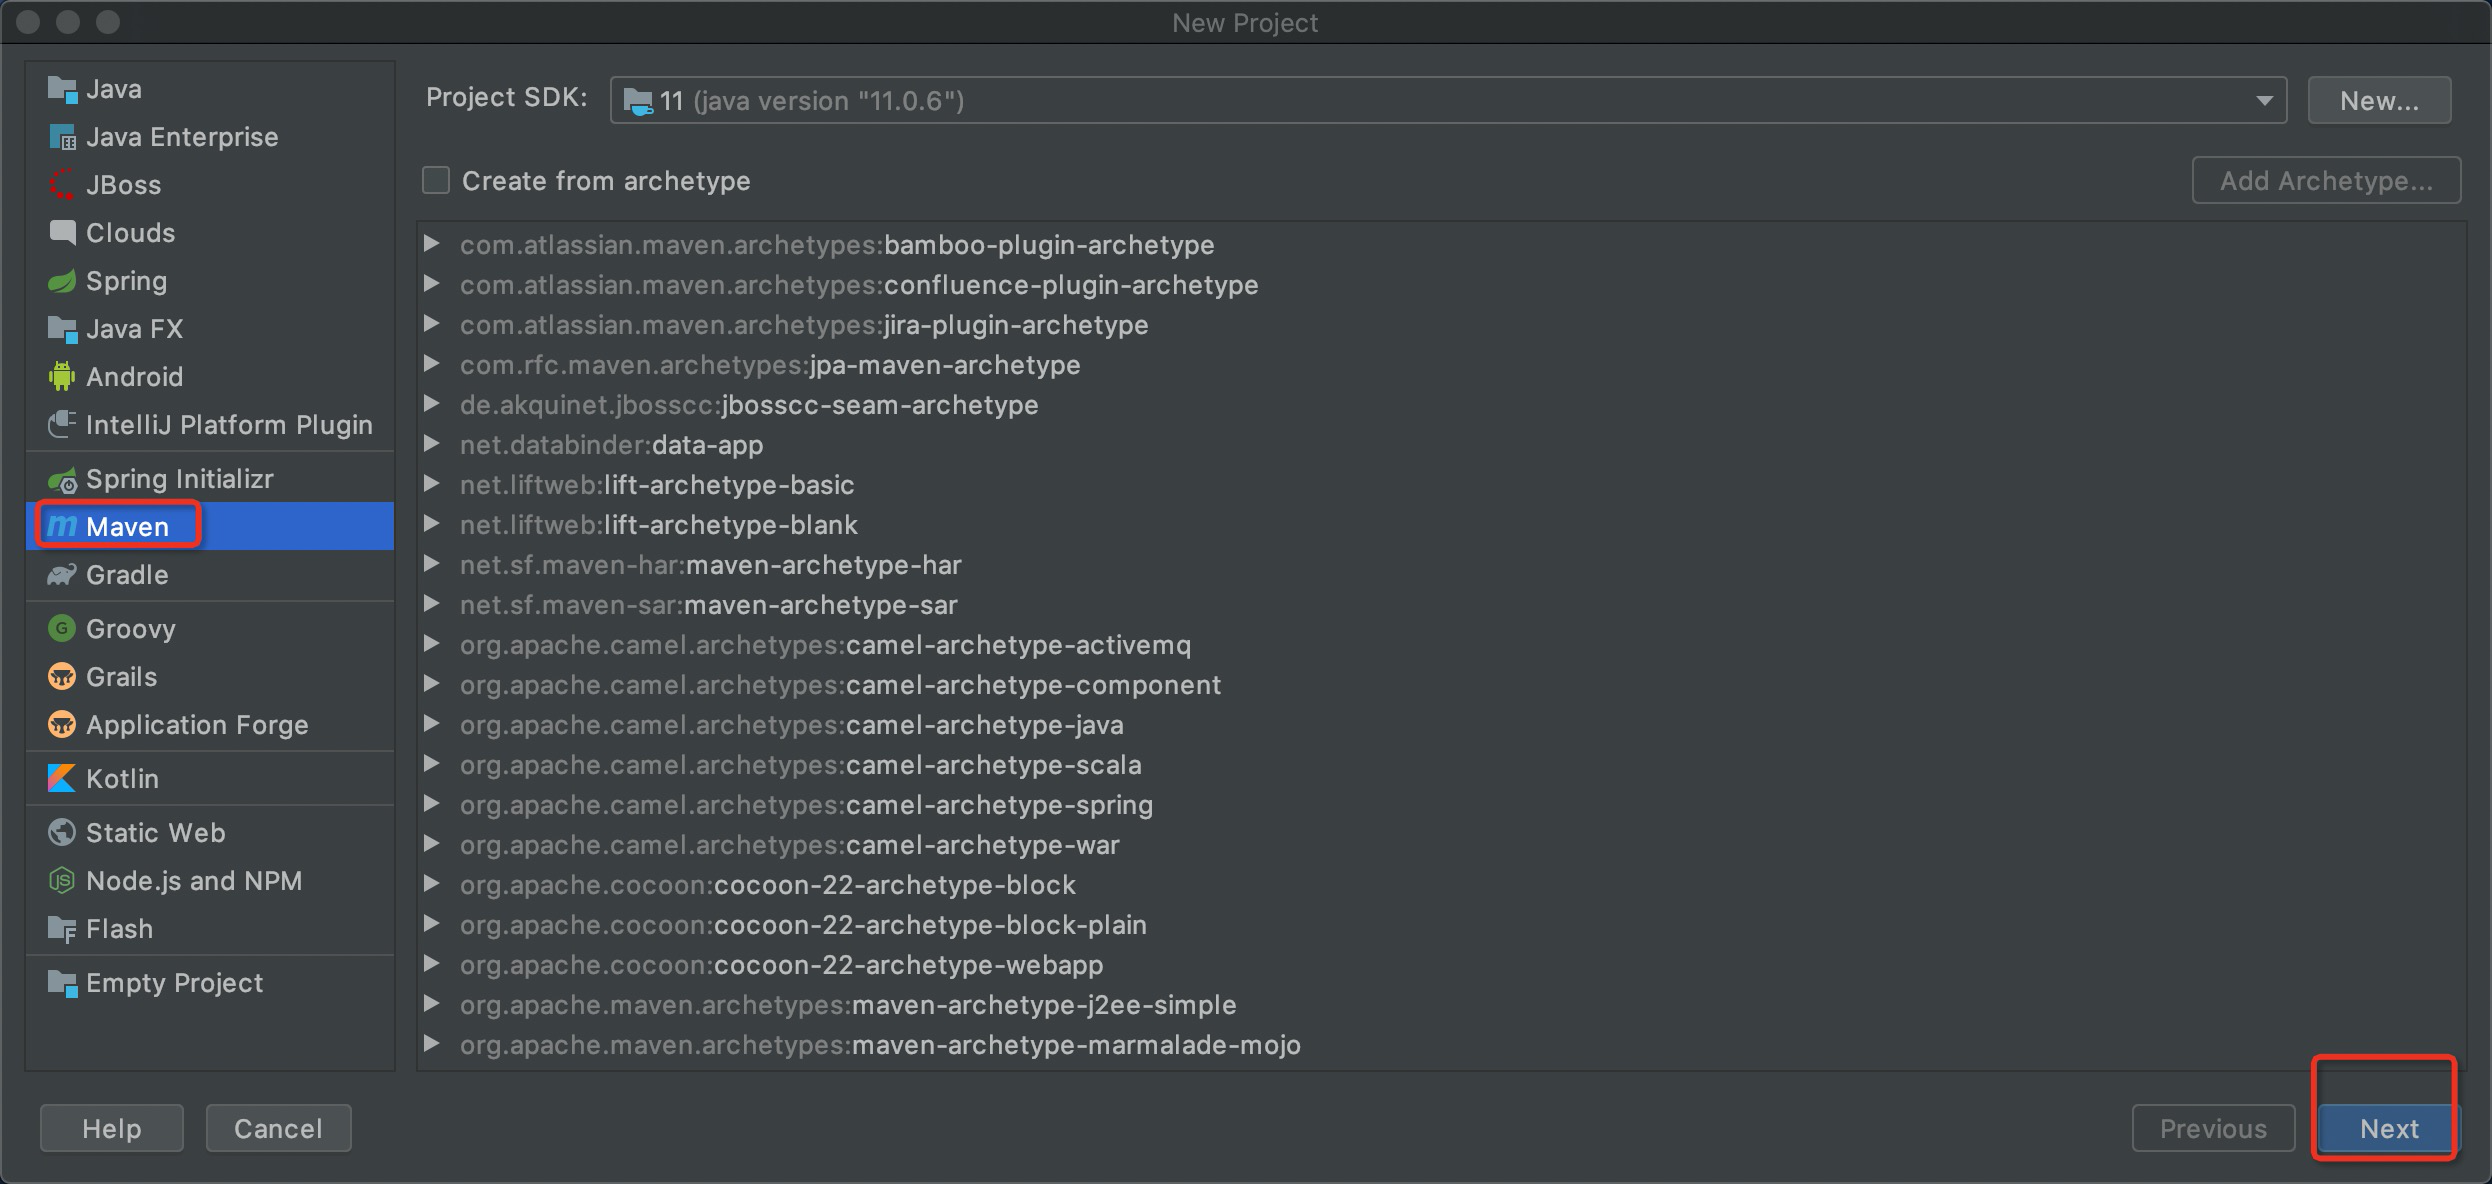 New Project
Java
Java Enterprise
JBoss
Clouds
Spring
Java FX
Android
IntelliJ Platform Plugin
Spring Initializr
Maven
Gradle
Groovy
Grails
Application Forge
Kotlin
Static Web
Node.js and NPM
Flash
Empty Project
Project SDK: 11 (java version "11.0.6") New...
Create from archetype Add Archetype...
com.atlassian.maven.archetypes:bamboo-plugin-archetype
com.atlassian.maven.archetypes:confluence-plugin-archetype
com.atlassian.maven.archetypes:jira-plugin-archetype
com.rfc.maven.archetypes:jpa-maven-archetype
de.akquinet.jbosscc:jbosscc-seam-archetype
net.databinder:data-app
net.liftweb:lift-archetype-basic
net.liftweb:lift-archetype-blank
net.sf.maven-har:maven-archetype-har
net.sf.maven-sar:maven-archetype-sar
org.apache.camel.archetypes:camel-archetype-activemq
org.apache.camel.archetypes:camel-archetype-component
org.apache.camel.archetypes:camel-archetype-java
org.apache.camel.archetypes:camel-archetype-scala
org.apache.camel.archetypes:camel-archetype-spring
org.apache.camel.archetypes:camel-archetype-war
org.apache.cocoon:cocoon-22-archetype-block
org.apache.cocoon:cocoon-22-archetype-block-plain
org.apache.cocoon:cocoon-22-archetype-webapp
org.apache.maven.archetypes:maven-archetype-j2ee-simple
org.apache.maven.archetypes:maven-archetype-marmalade-mojo
Help Cancel Previous Next